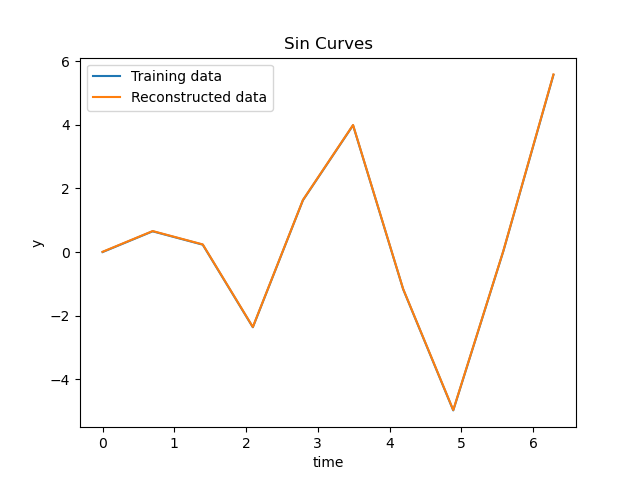 Sin Curves
Training data
Reconstructed data
6
4
2
0
−2
−4
y
0 1 2 3 4 5 6
time